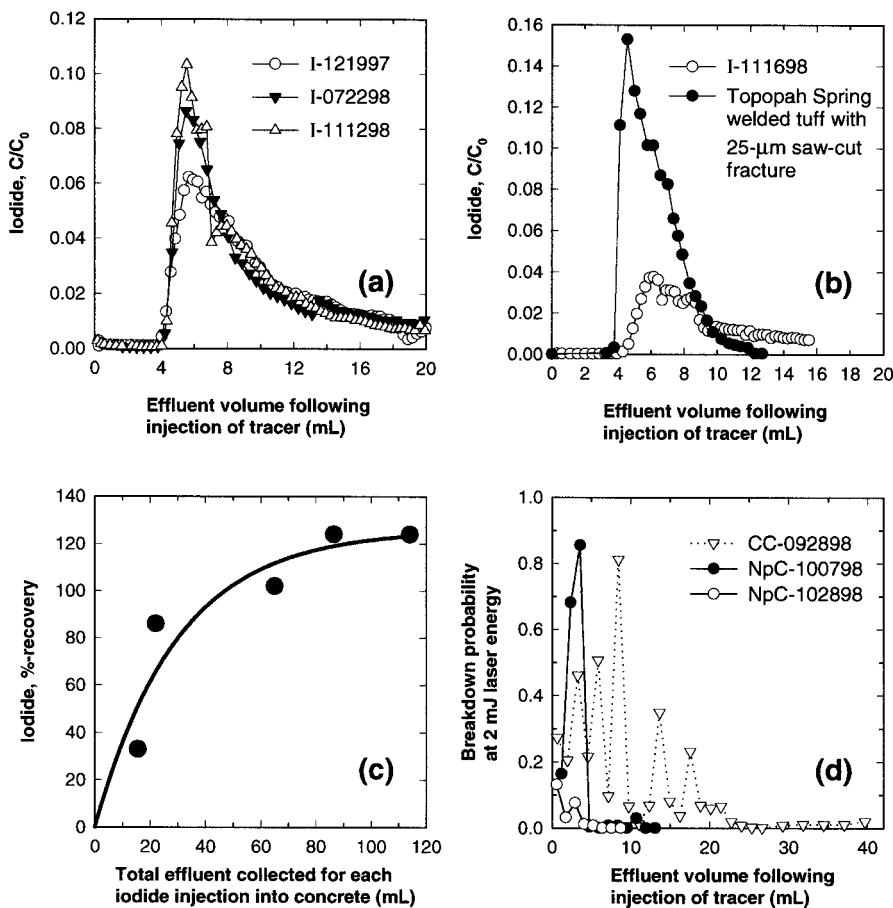 0.10
0.08
0.06
0.04
0.02
0.00
Iodide, C/C0
I-121997
I-072298
I-111298
(a)
0 4 8 12 16 20
Effluent volume following
injection of tracer (mL)
0.16
0.14
0.12
0.10
0.08
0.06
0.04
0.02
0.00
Iodide, C/C0
I-111698
Topopah Spring
welded tuff with
25-μm saw-cut
fracture
(b)
0 2 4 6 8 10 12 14 16 18 20
Effluent volume following
injection of tracer (mL)
140
120
100
80
60
40
20
0
Iodide, %-recovery
(c)
0 20 40 60 80 100 120
Total effluent collected for each
iodide injection into concrete (mL)
1.0
0.8
0.6
0.4
0.2
0.0
Breakdown probability
at 2 mJ laser energy
CC-092898
NpC-100798
NpC-102898
(d)
0 10 20 30 40
Effluent volume following
injection of tracer (mL)